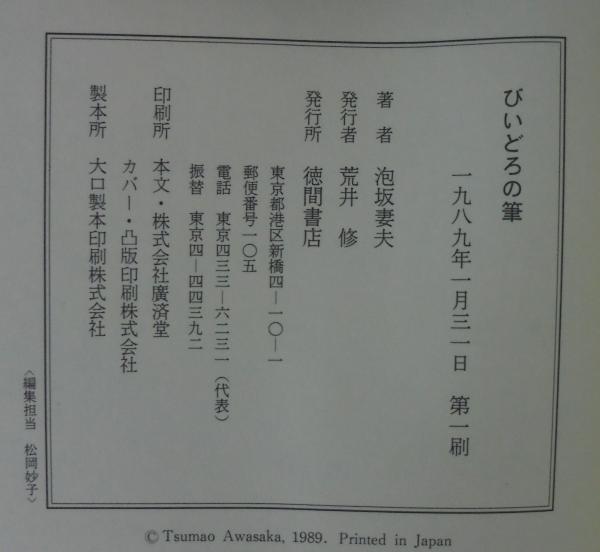 びいどろの筆
一九八九年一月三一日　第一刷
著者　泡坂妻夫
発行者　荒井　修
発行所　徳間書店
東京都港区新橋四―一〇―一
郵便番号一〇五
電話　東京四三三―六二三一（代表）
振替　東京四―四四三九二
印刷所　本文・株式会社廣済堂
カバー・凸版印刷株式会社
製本所　大口製本印刷株式会社
〈編集担当　松岡妙子〉
© Tsumao Awasaka, 1989. Printed in Japan